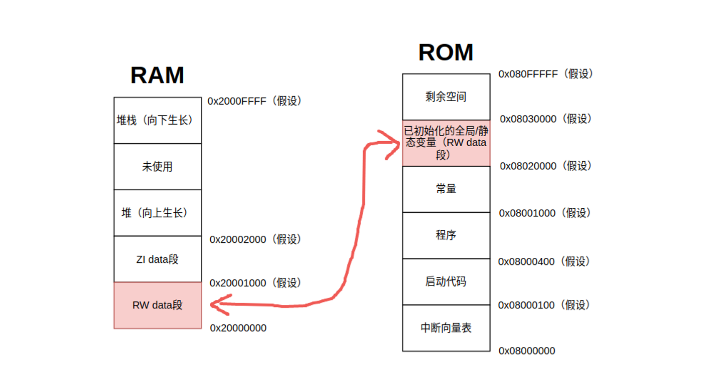 RAM
0x2000FFFF（假设）
堆栈（向下生长）
未使用
堆（向上生长）
0x20002000（假设）
ZI data段
0x20001000（假设）
RW data段
0x20000000
ROM
0x080FFFFF（假设）
剩余空间
0x08030000（假设）
已初始化的全局/静
态变量（RW data
段）
0x08020000（假设）
常量
0x08001000（假设）
程序
0x08000400（假设）
启动代码
0x08000100（假设）
中断向量表
0x08000000